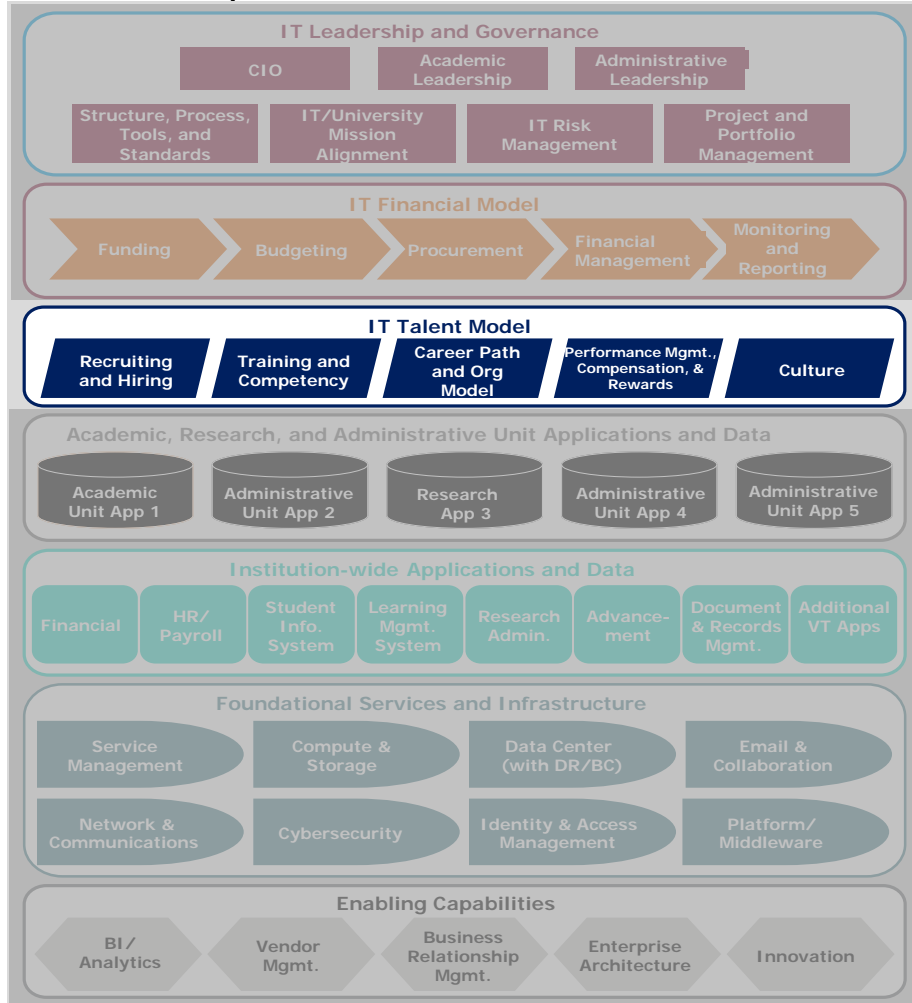 IT Leadership and Governance
CIO
Academic
Leadership
Administrative
Leadership
Structure, Process,
Tools, and
Standards
IT/University
Mission
Alignment
IT Risk
Management
Project and
Portfolio
Management
IT Financial Model
Funding
Budgeting
Procurement
Financial
Management
Monitoring
and
Reporting
IT Talent Model
Recruiting
and Hiring
Training and
Competency
Career Path
and Org
Model
Performance Mgmt.,
Compensation, &
Rewards
Culture
Academic, Research, and Administrative Unit Applications and Data
Academic
Unit App 1
Administrative
Unit App 2
Research
App 3
Administrative
Unit App 4
Administrative
Unit App 5
Institution-wide Applications and Data
Financial
HR/
Payroll
Student
Info.
System
Learning
Mgmt.
System
Research
Admin.
Advance-
ment
Document
& Records
Mgmt.
Additional
VT Apps
Foundational Services and Infrastructure
Service
Management
Compute &
Storage
Data Center
(with DR/BC)
Email &
Collaboration
Network &
Communications
Cybersecurity
Identity & Access
Management
Platform/
Middleware
Enabling Capabilities
BI/
Analytics
Vendor
Mgmt.
Business
Relationship
Mgmt.
Enterprise
Architecture
Innovation